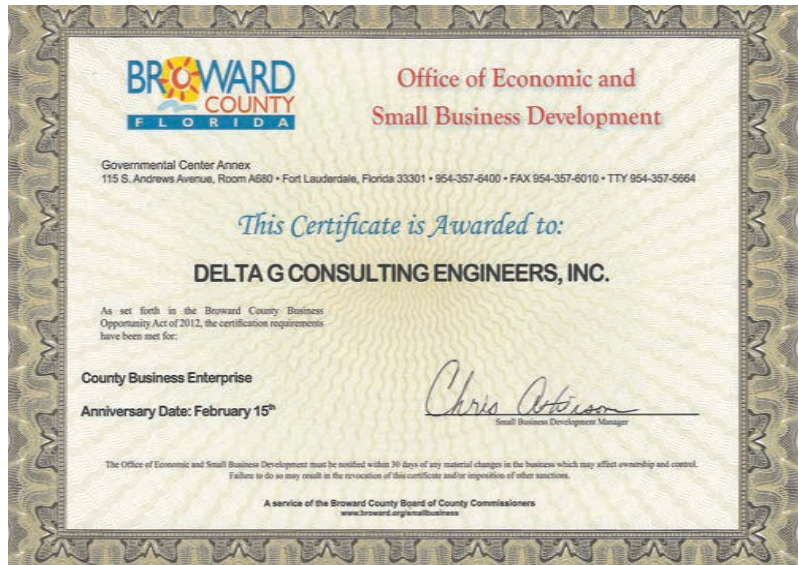 BROWARD
COUNTY
FLORIDA
Office of Economic and
Small Business Development
Governmental Center Annex
115 S. Andrews Avenue, Room A680 • Fort Lauderdale, Florida 33301 • 954-357-6400 • FAX 954-357-6010 • TTY 954-357-5664
This Certificate is Awarded to:
DELTA G CONSULTING ENGINEERS, INC.
As set forth in the Broward County Business
Opportunity Act of 2012, the certification requirements
have been met for:
County Business Enterprise
Anniversary Date: February 15th
Chris Atkinson
Small Business Development Manager
The Office of Economic and Small Business Development must be notified within 30 days of any material changes in the business which may affect ownership and control.
Failure to do so may result in the revocation of this certificate and/or imposition of other sanctions.
A service of the Broward County Board of County Commissioners
www.broward.org/smallbusiness